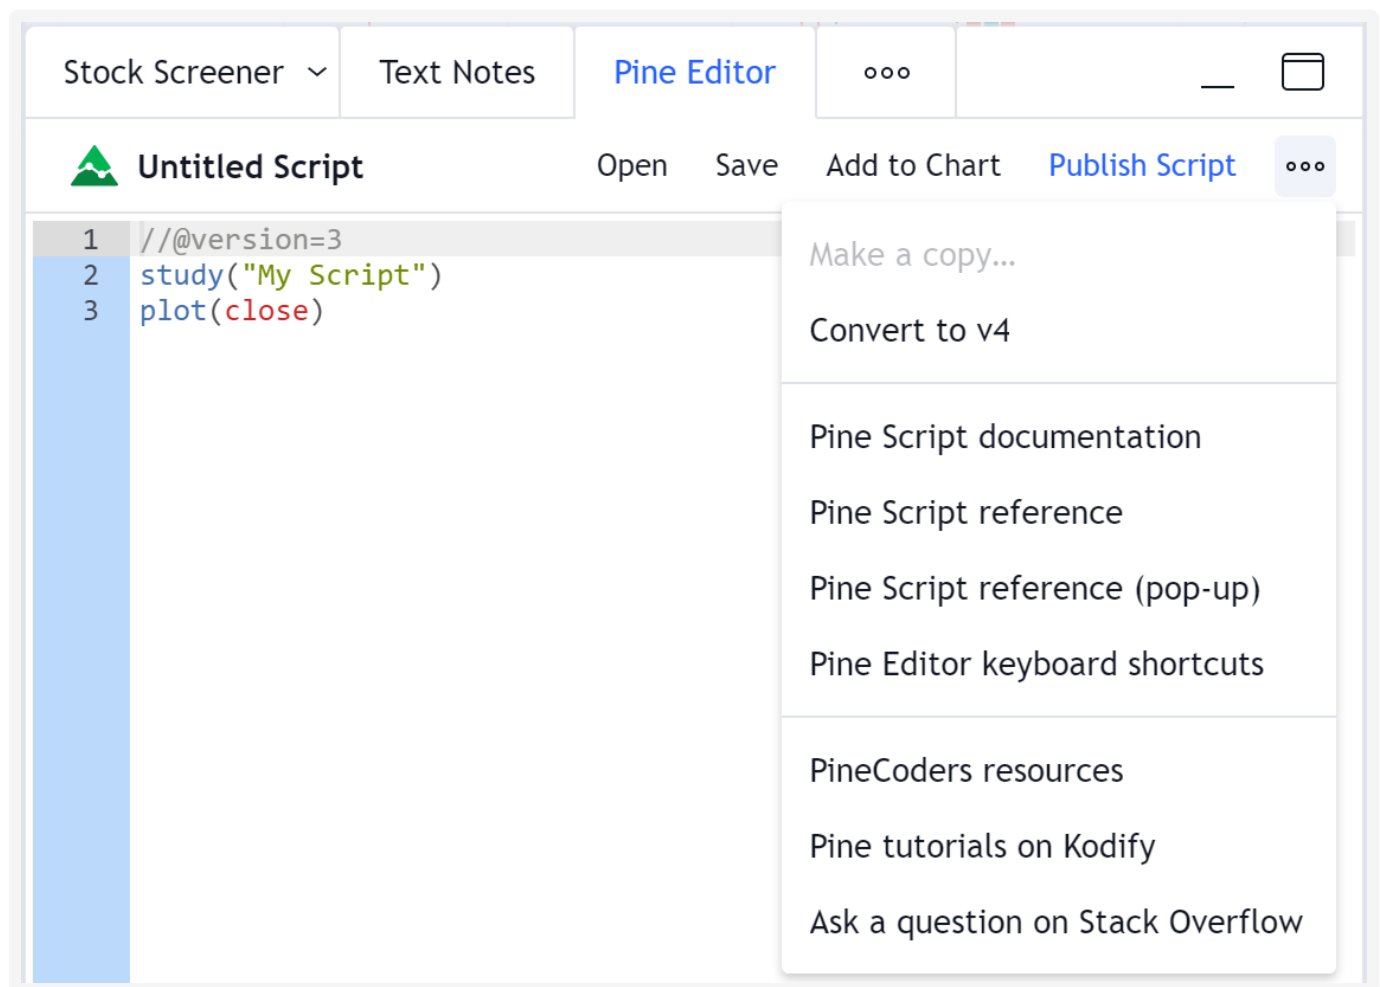 Stock Screener Text Notes Pine Editor
Untitled Script Open Save Add to Chart Publish Script
1 //@version=3
2 study("My Script")
3 plot(close)
Make a copy...
Convert to v4
Pine Script documentation
Pine Script reference
Pine Script reference (pop-up)
Pine Editor keyboard shortcuts
PineCoders resources
Pine tutorials on Kodify
Ask a question on Stack Overflow